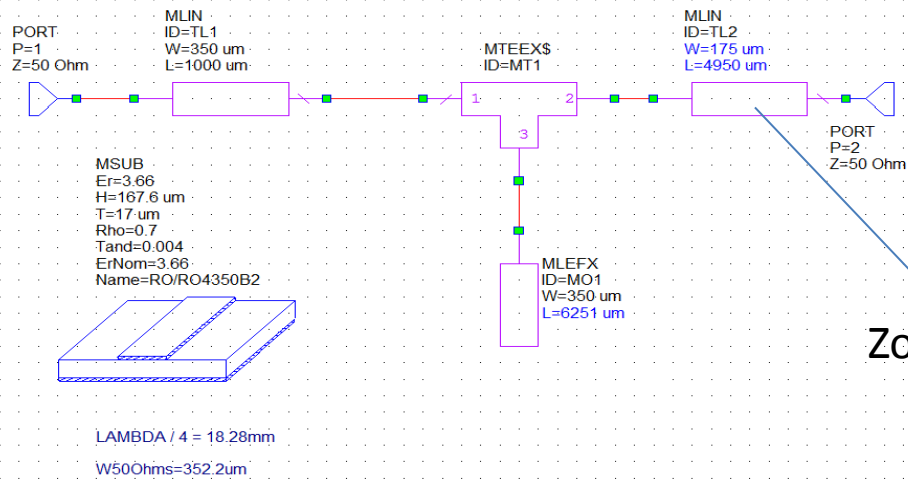 PORT
P=1
Z=50 Ohm
MLIN
ID=TL1
W=350 um
L=1000 um
MTEEX$
ID=MT1
1
2
3
MLIN
ID=TL2
W=175 um
L=4950 um
PORT
P=2
Z=50 Ohm
MSUB
Er=3.66
H=167.6 um
T=17 um
Rho=0.7
Tand=0.004
ErNom=3.66
Name=RO/RO4350B2
MLEFX
ID=MO1
W=350 um
L=6251 um
Zo
LAMBDA / 4 = 18.28mm
W50Ohms=352.2um